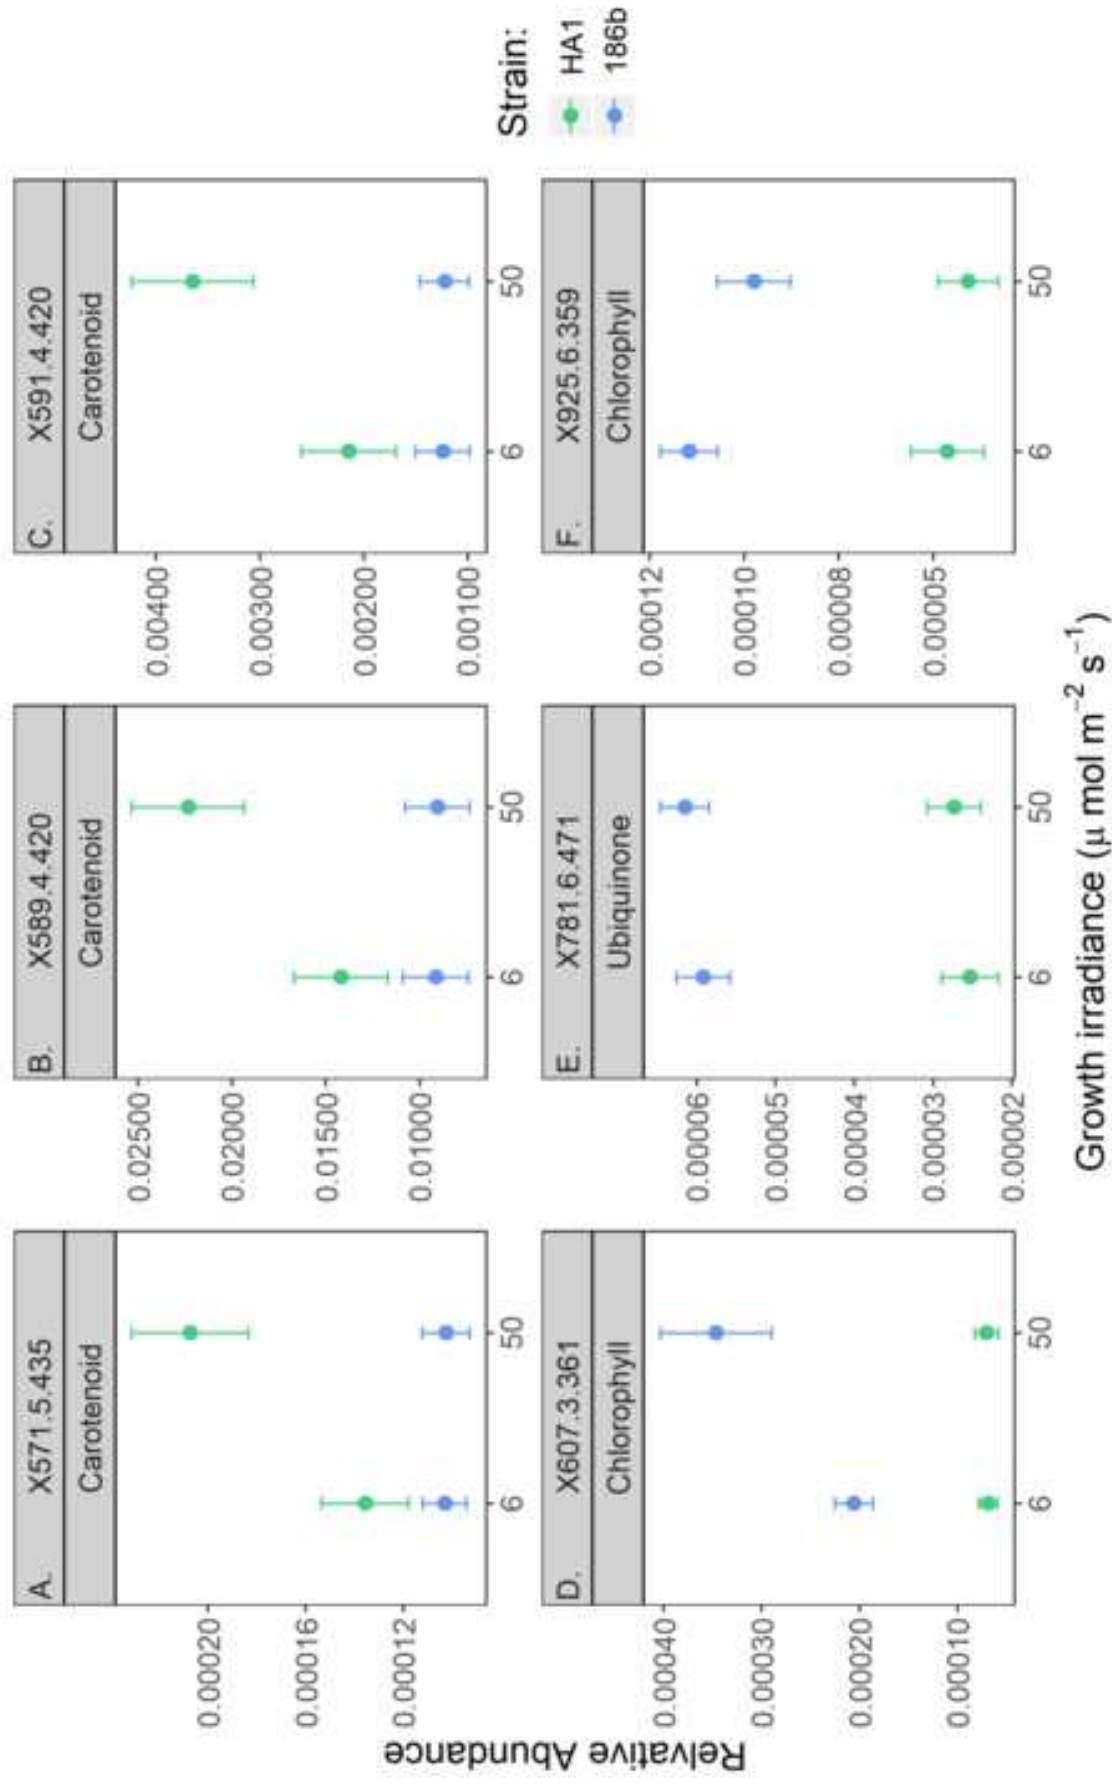 A. X571.5.435
Carotenoid
0.00020
0.00016
0.00012
6
50
B. X589.4.420
Carotenoid
0.02500
0.02000
0.01500
0.01000
6
50
C. X591.4.420
Carotenoid
0.00400
0.00300
0.00200
0.00100
6
50
D. X607.3.361
Chlorophyll
0.00040
0.00030
0.00020
0.00010
6
50
E. X781.6.471
Ubiquinone
0.00006
0.00005
0.00004
0.00003
0.00002
6
50
F. X925.6.359
Chlorophyll
0.00012
0.00010
0.00008
0.00005
6
50
Relvative Abundance
Growth irradiance (μ mol m⁻² s⁻¹)
Strain:
HA1
186b